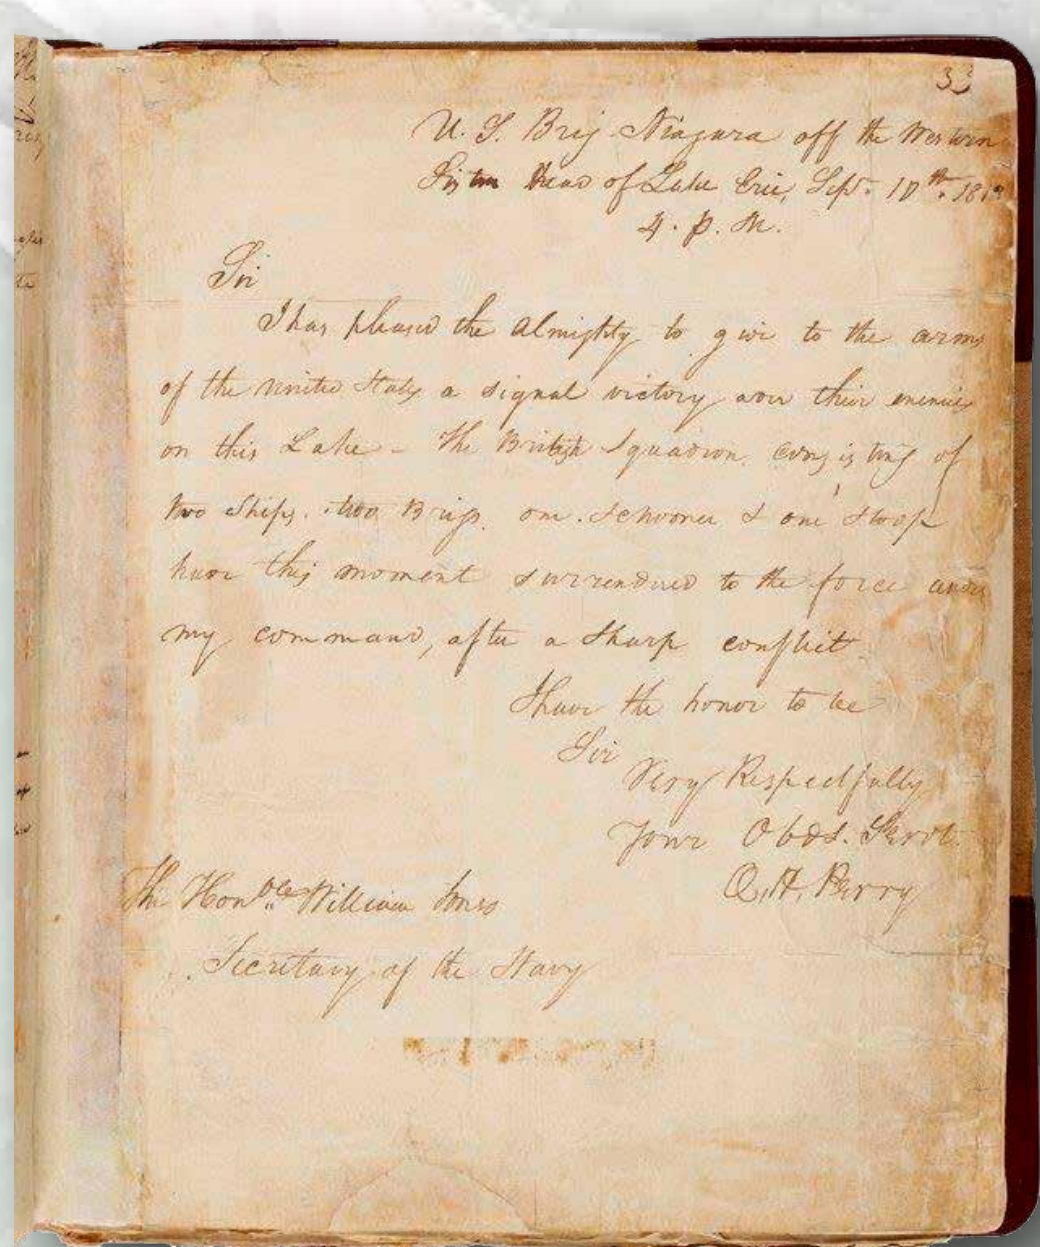 33
U. S. Brig Niagara off the Western
Sister Head of Lake Erie, Sept. 10th. 1813
4. p. m.
Sir
It has pleased the Almighty to give to the arms
of the United States a signal victory over their enemies
on this Lake - The British Squadron consisting of
two Ships, two Brigs, one Schooner & one Sloop
have this moment surrendered to the force under
my command, after a Sharp conflict
I have the honor to be
Sir
Very Respectfully
Your Obdt. Servt.
O. H. Perry
The Honble. William Jones
Secretary of the Navy